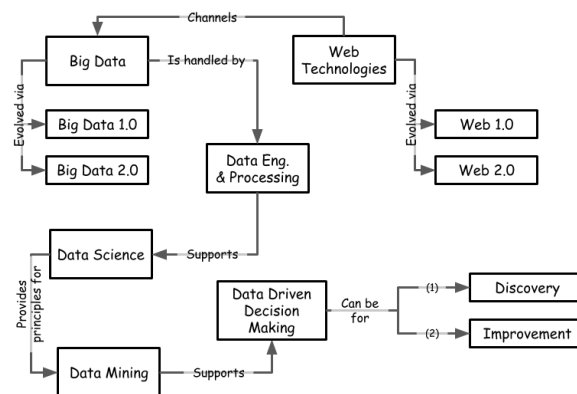 Channels
Big Data
Is handled by
Web
Technologies
Evolved via
Big Data 1.0
Big Data 2.0
Evolved via
Web 1.0
Web 2.0
Data Eng.
& Processing
Data Science
Supports
Provides
principles for
Data Driven
Decision
Making
Can be
for
(1)
Discovery
(2)
Improvement
Data Mining
Supports